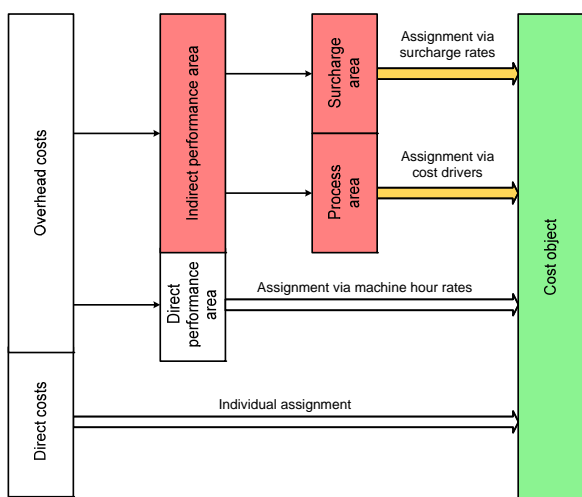 Overhead costs
Direct costs
Indirect performance area
Direct
performance
area
Surcharge
area
Process
area
Assignment via
surcharge rates
Assignment via
cost drivers
Assignment via machine hour rates
Individual assignment
Cost object